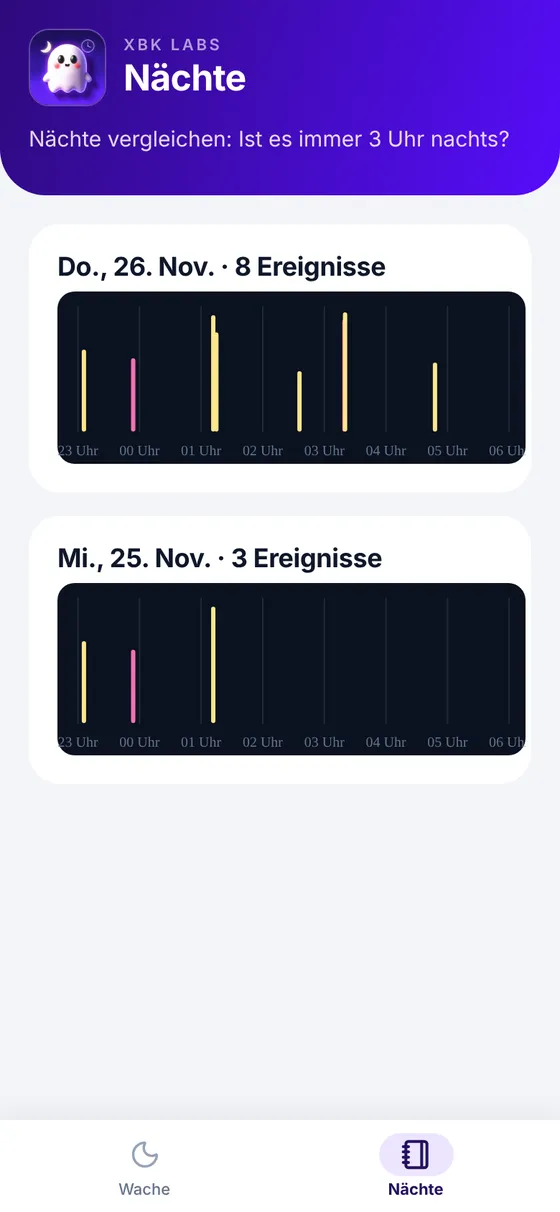 XBK LABS
Nächte
Nächte vergleichen: Ist es immer 3 Uhr nachts?
Do., 26. Nov. · 8 Ereignisse
23 Uhr 00 Uhr 01 Uhr 02 Uhr 03 Uhr 04 Uhr 05 Uhr 06 Uh
Mi., 25. Nov. · 3 Ereignisse
23 Uhr 00 Uhr 01 Uhr 02 Uhr 03 Uhr 04 Uhr 05 Uhr 06 Uh
Wache Nächte